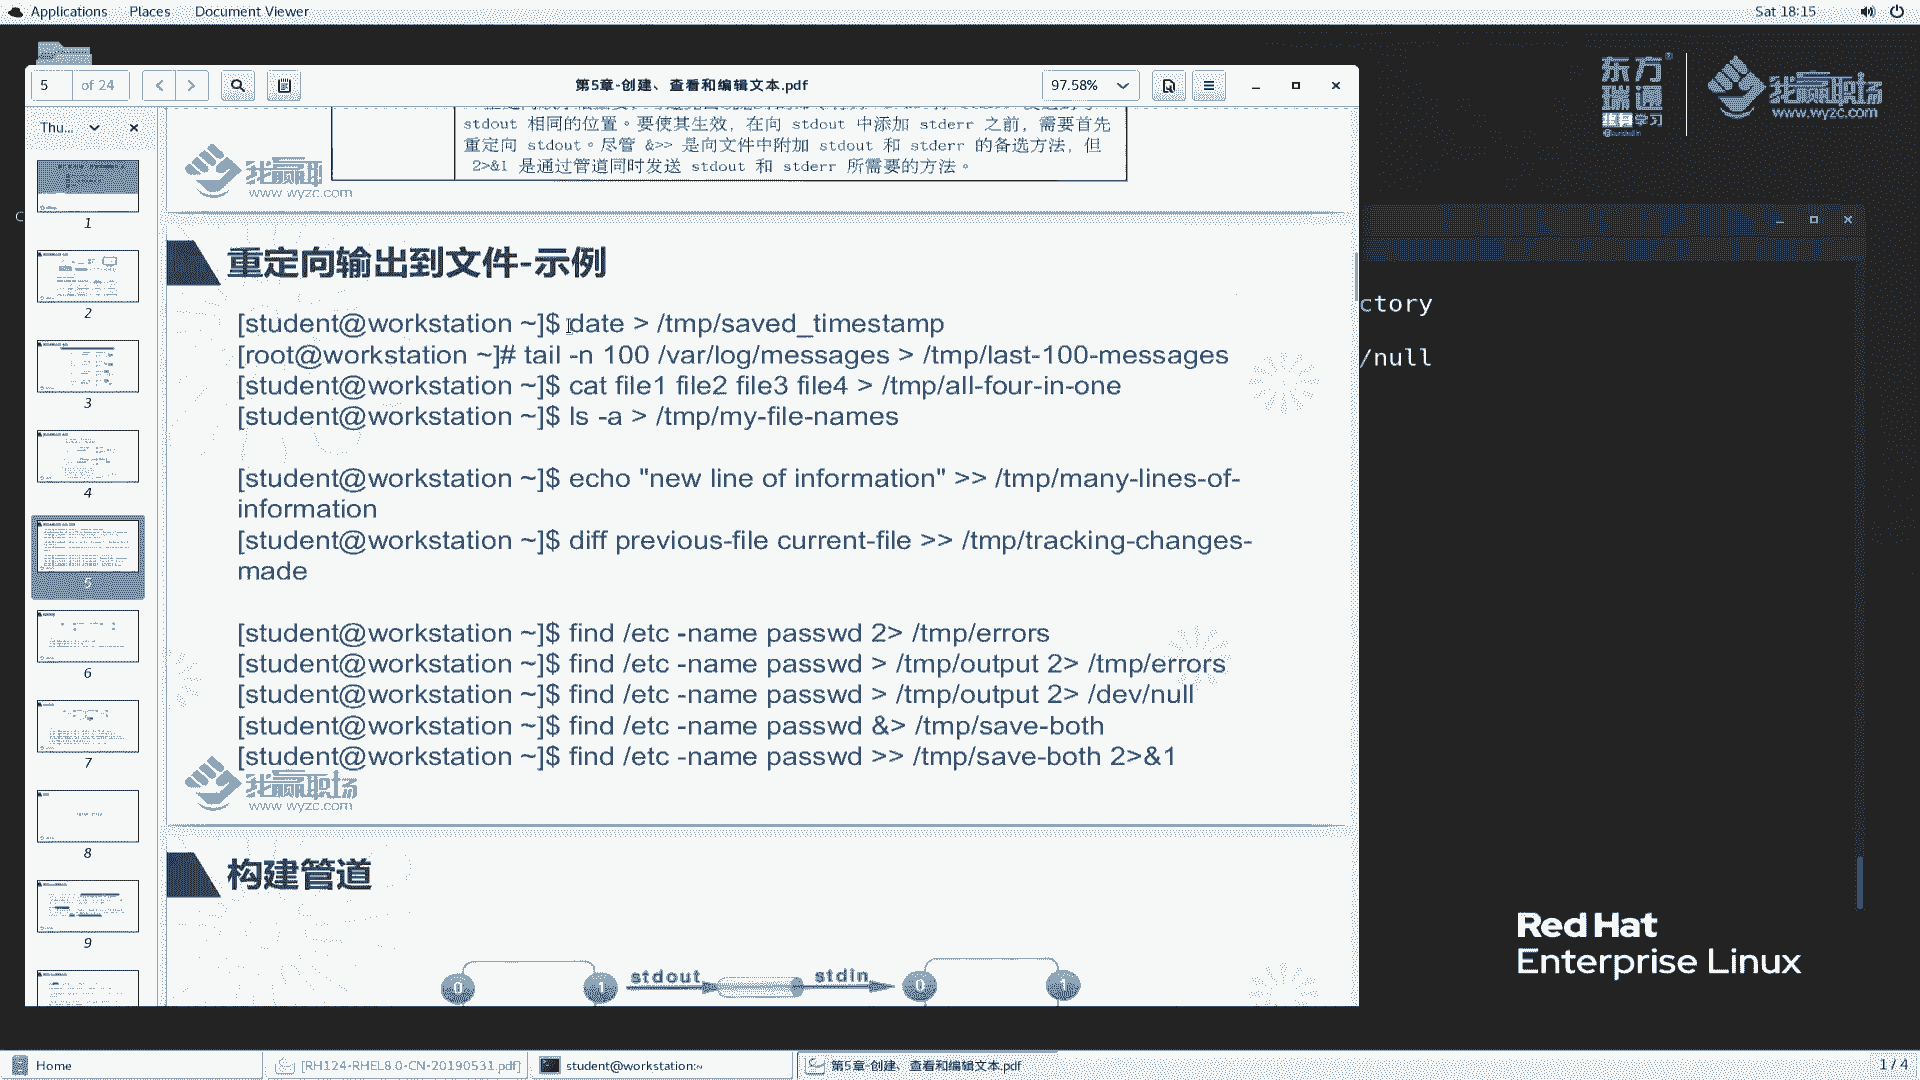 Applications Places Document Viewer Sat 18:15
5 of 24 第5章-创建、查看和编辑文本.pdf 97.58%
Thu...
1
2
3
4
5
6
7
8
9
stdout 相同的位置。要使其生效，在向 stdout 中添加 stderr 之前，需要首先
重定向 stdout。尽管 &>> 是向文件中附加 stdout 和 stderr 的备选方法，但
2>&1 是通过管道同时发送 stdout 和 stderr 所需要的方法。
我赢职场
www.wyzc.com
重定向输出到文件-示例
[student@workstation ~]$ date > /tmp/saved_timestamp
[root@workstation ~]# tail -n 100 /var/log/messages > /tmp/last-100-messages
[student@workstation ~]$ cat file1 file2 file3 file4 > /tmp/all-four-in-one
[student@workstation ~]$ ls -a > /tmp/my-file-names
[student@workstation ~]$ echo "new line of information" >> /tmp/many-lines-of-
information
[student@workstation ~]$ diff previous-file current-file >> /tmp/tracking-changes-
made
[student@workstation ~]$ find /etc -name passwd 2> /tmp/errors
[student@workstation ~]$ find /etc -name passwd > /tmp/output 2> /tmp/errors
[student@workstation ~]$ find /etc -name passwd > /tmp/output 2> /dev/null
[student@workstation ~]$ find /etc -name passwd &> /tmp/save-both
[student@workstation ~]$ find /etc -name passwd >> /tmp/save-both 2>&1
我赢职场
www.wyzc.com
构建管道
0 1 stdout stdin 0 1
东方
瑞通
终身学习
我赢职场
www.wyzc.com
ctory
/null
Red Hat
Enterprise Linux
Home [RH124-RHEL8.0-CN-20190531.pdf] student@workstation:~ 第5章-创建、查看和编辑文本.pdf 1 / 4